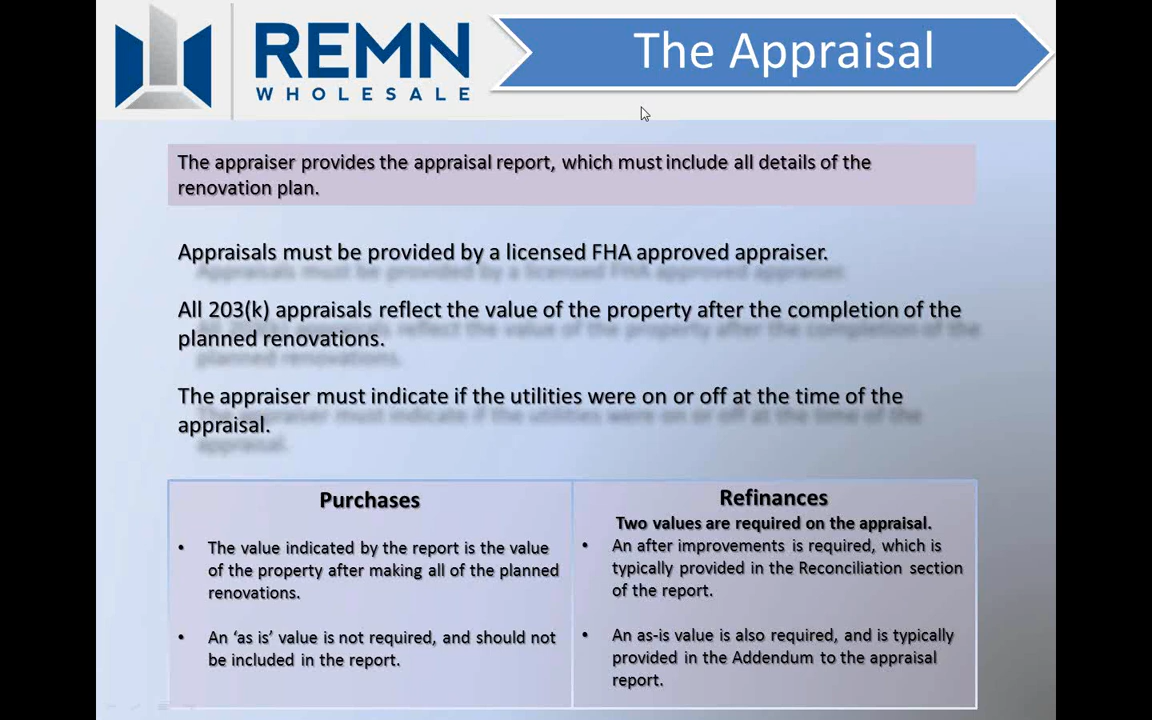 REMN
WHOLESALE
The Appraisal
The appraiser provides the appraisal report, which must include all details of the
renovation plan.
Appraisals must be provided by a licensed FHA approved appraiser.
All 203(k) appraisals reflect the value of the property after the completion of the
planned renovations.
The appraiser must indicate if the utilities were on or off at the time of the
appraisal.
Purchases
• The value indicated by the report is the value
of the property after making all of the planned
renovations.
• An ‘as is’ value is not required, and should not
be included in the report.
Refinances
Two values are required on the appraisal.
• An after improvements is required, which is
typically provided in the Reconciliation section
of the report.
• An as-is value is also required, and is typically
provided in the Addendum to the appraisal
report.